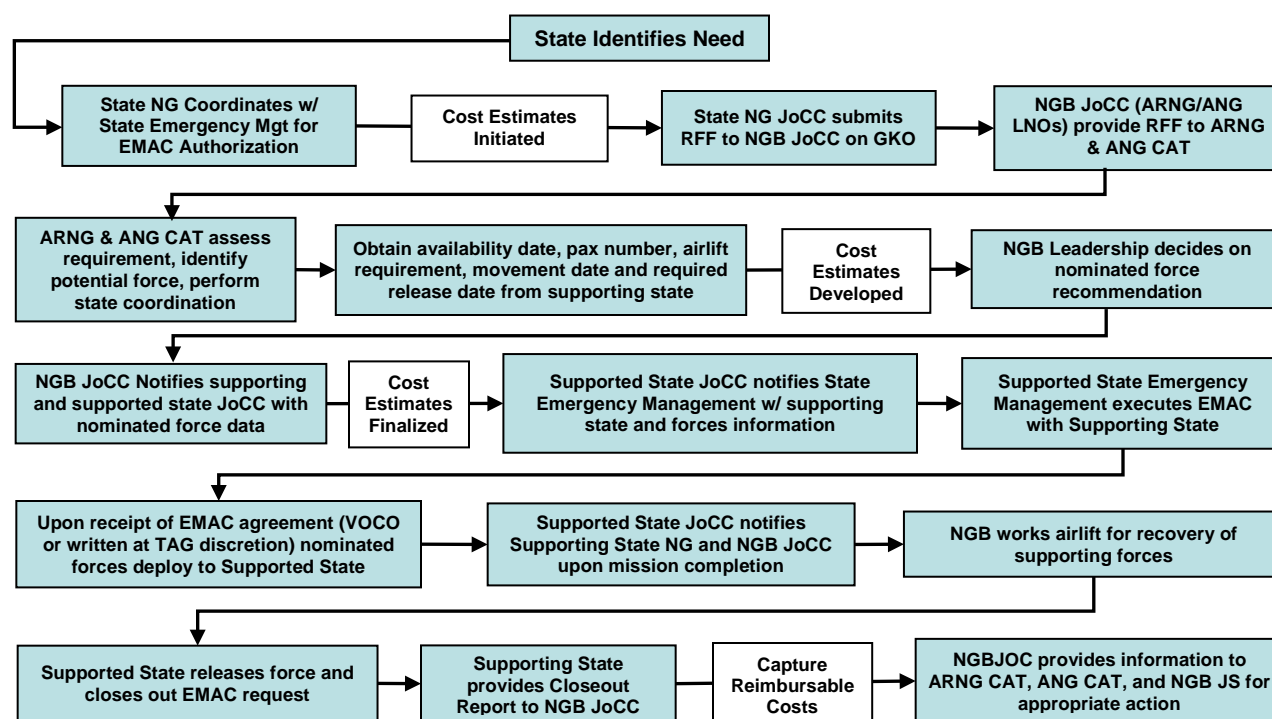 State Identifies Need
State NG Coordinates w/
State Emergency Mgt for
EMAC Authorization
Cost Estimates
Initiated
State NG JoCC submits
RFF to NGB JoCC on GKO
NGB JoCC (ARNG/ANG
LNOs) provide RFF to ARNG
& ANG CAT
ARNG & ANG CAT assess
requirement, identify
potential force, perform
state coordination
Obtain availability date, pax number, airlift
requirement, movement date and required
release date from supporting state
Cost
Estimates
Developed
NGB Leadership decides on
nominated force
recommendation
NGB JoCC Notifies supporting
and supported state JoCC with
nominated force data
Cost
Estimates
Finalized
Supported State JoCC notifies State
Emergency Management w/ supporting
state and forces information
Supported State Emergency
Management executes EMAC
with Supporting State
Upon receipt of EMAC agreement (VOCO
or written at TAG discretion) nominated
forces deploy to Supported State
Supported State JoCC notifies
Supporting State NG and NGB JoCC
upon mission completion
NGB works airlift for recovery of
supporting forces
Supported State releases force and
closes out EMAC request
Supporting State
provides Closeout
Report to NGB JoCC
Capture
Reimbursable
Costs
NGBJOC provides information to
ARNG CAT, ANG CAT, and NGB JS for
appropriate action